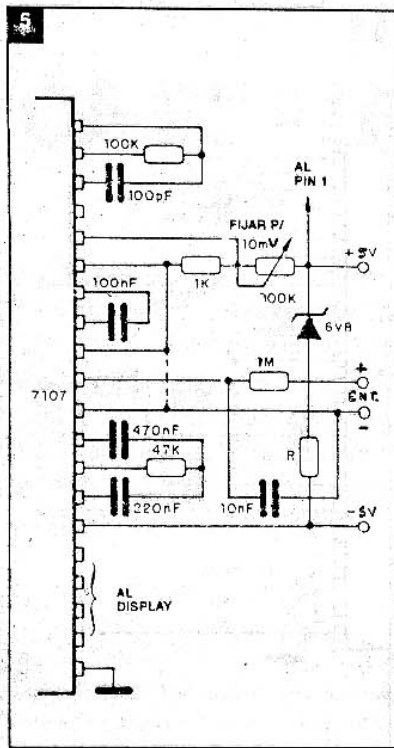 5
100K
100pF
AL
PIN 1
FIJAR P/
10mV
+5V
100nF
1K
100K
6V8
1M
+
ENT.
-
7107
470nF
47K
R
220nF
10nF
-5V
AL
DISPLAY